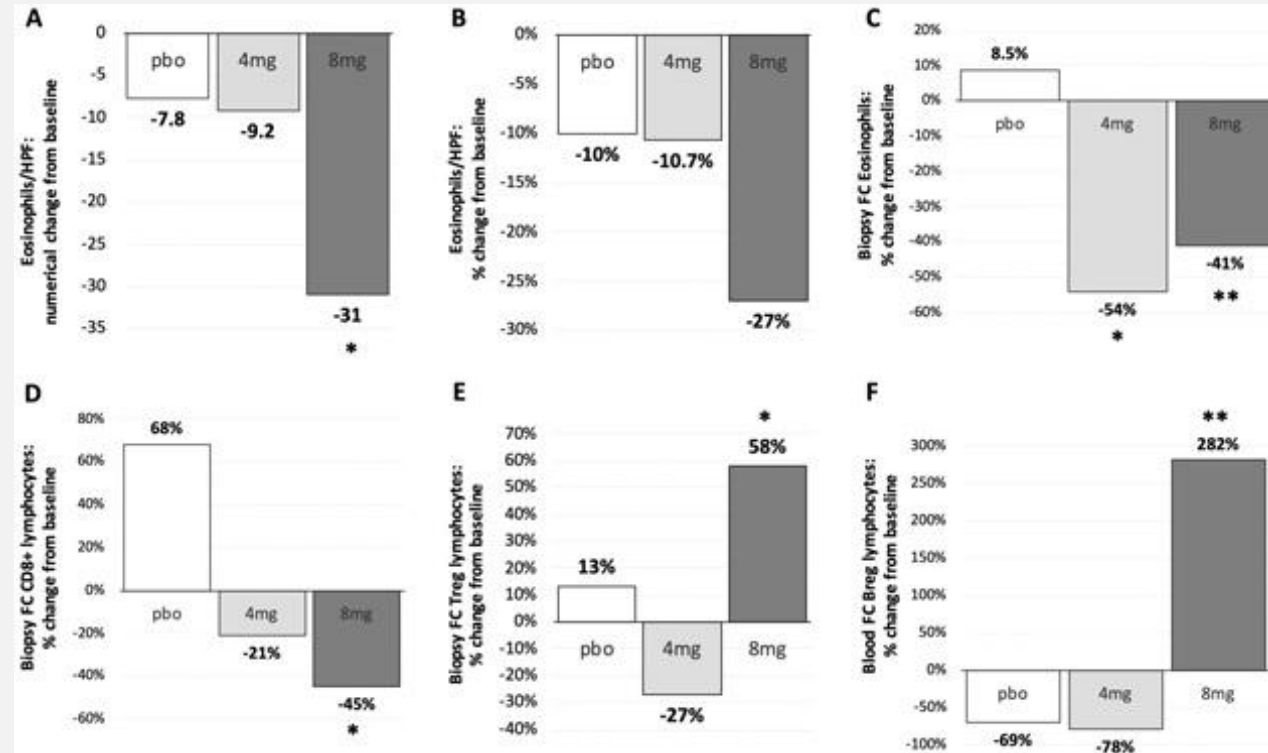 A
Eosinophils/HPF:
numerical change from baseline
0
-5
-10
-15
-20
-25
-30
-35
pbo
4mg
8mg
-7.8
-9.2
-31
*
B
Eosinophils/HPF:
% change from baseline
0%
-5%
-10%
-15%
-20%
-25%
-30%
pbo
4mg
8mg
-10%
-10.7%
-27%
C
Biopsy FC Eosinophils:
% change from baseline
20%
10%
0%
-10%
-20%
-30%
-40%
-50%
-60%
8.5%
pbo
4mg
8mg
-54%
*
-41%
**
D
Biopsy FC CD8+ lymphocytes:
% change from baseline
80%
60%
40%
20%
0%
-20%
-40%
-60%
68%
pbo
4mg
8mg
-21%
-45%
*
E
Biopsy FC Treg lymphocytes:
% change from baseline
70%
60%
50%
40%
30%
20%
10%
0%
-10%
-20%
-30%
-40%
*
58%
13%
pbo
4mg
8mg
-27%
F
Blood FC Breg lymphocytes:
% change from baseline
300%
250%
200%
150%
100%
50%
0%
-50%
-100%
**
282%
pbo
4mg
8mg
-69%
-78%